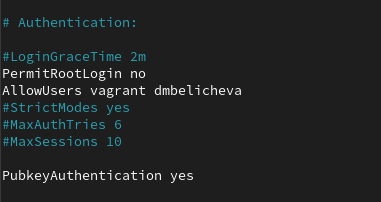 # Authentication:
#LoginGraceTime 2m
PermitRootLogin no
AllowUsers vagrant dmbelicheva
#StrictModes yes
#MaxAuthTries 6
#MaxSessions 10
PubkeyAuthentication yes